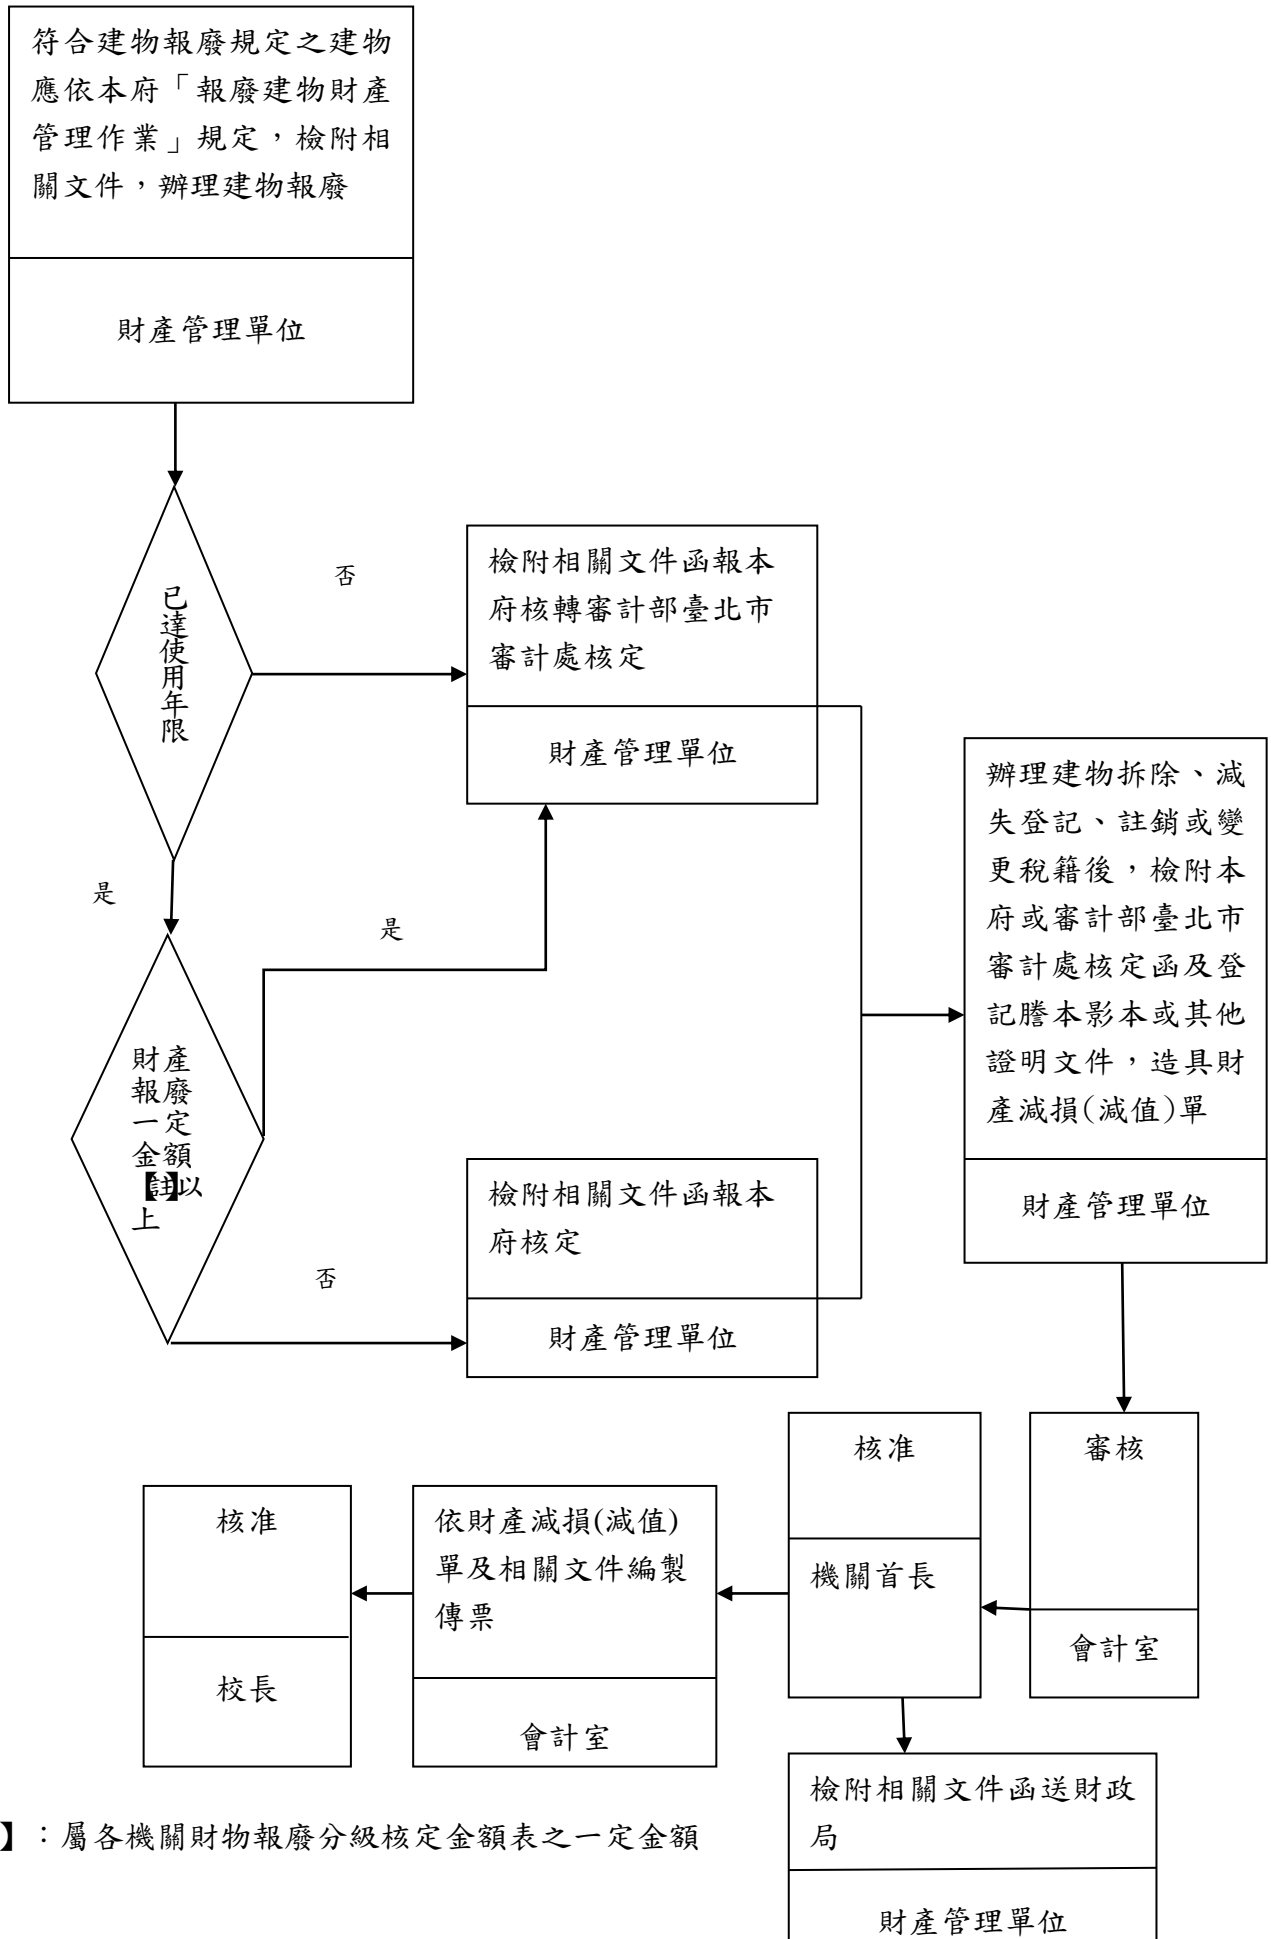 符合建物報廢規定之建物
應依本府「報廢建物財產
管理作業」規定，檢附相
關文件，辦理建物報廢
財產管理單位
已達使用年限
否
檢附相關文件函報本
府核轉審計部臺北市
審計處核定
財產管理單位
是
是
財產
報廢
一定
金額
【註】以
上
否
檢附相關文件函報本
府核定
財產管理單位
辦理建物拆除、滅
失登記、註銷或變
更稅籍後，檢附本
府或審計部臺北市
審計處核定函及登
記謄本影本或其他
證明文件，造具財
產減損(減值)單
財產管理單位
審核
會計室
核准
機關首長
依財產減損(減值)
單及相關文件編製
傳票
會計室
核准
校長
檢附相關文件函送財政
局
財產管理單位
】：屬各機關財物報廢分級核定金額表之一定金額